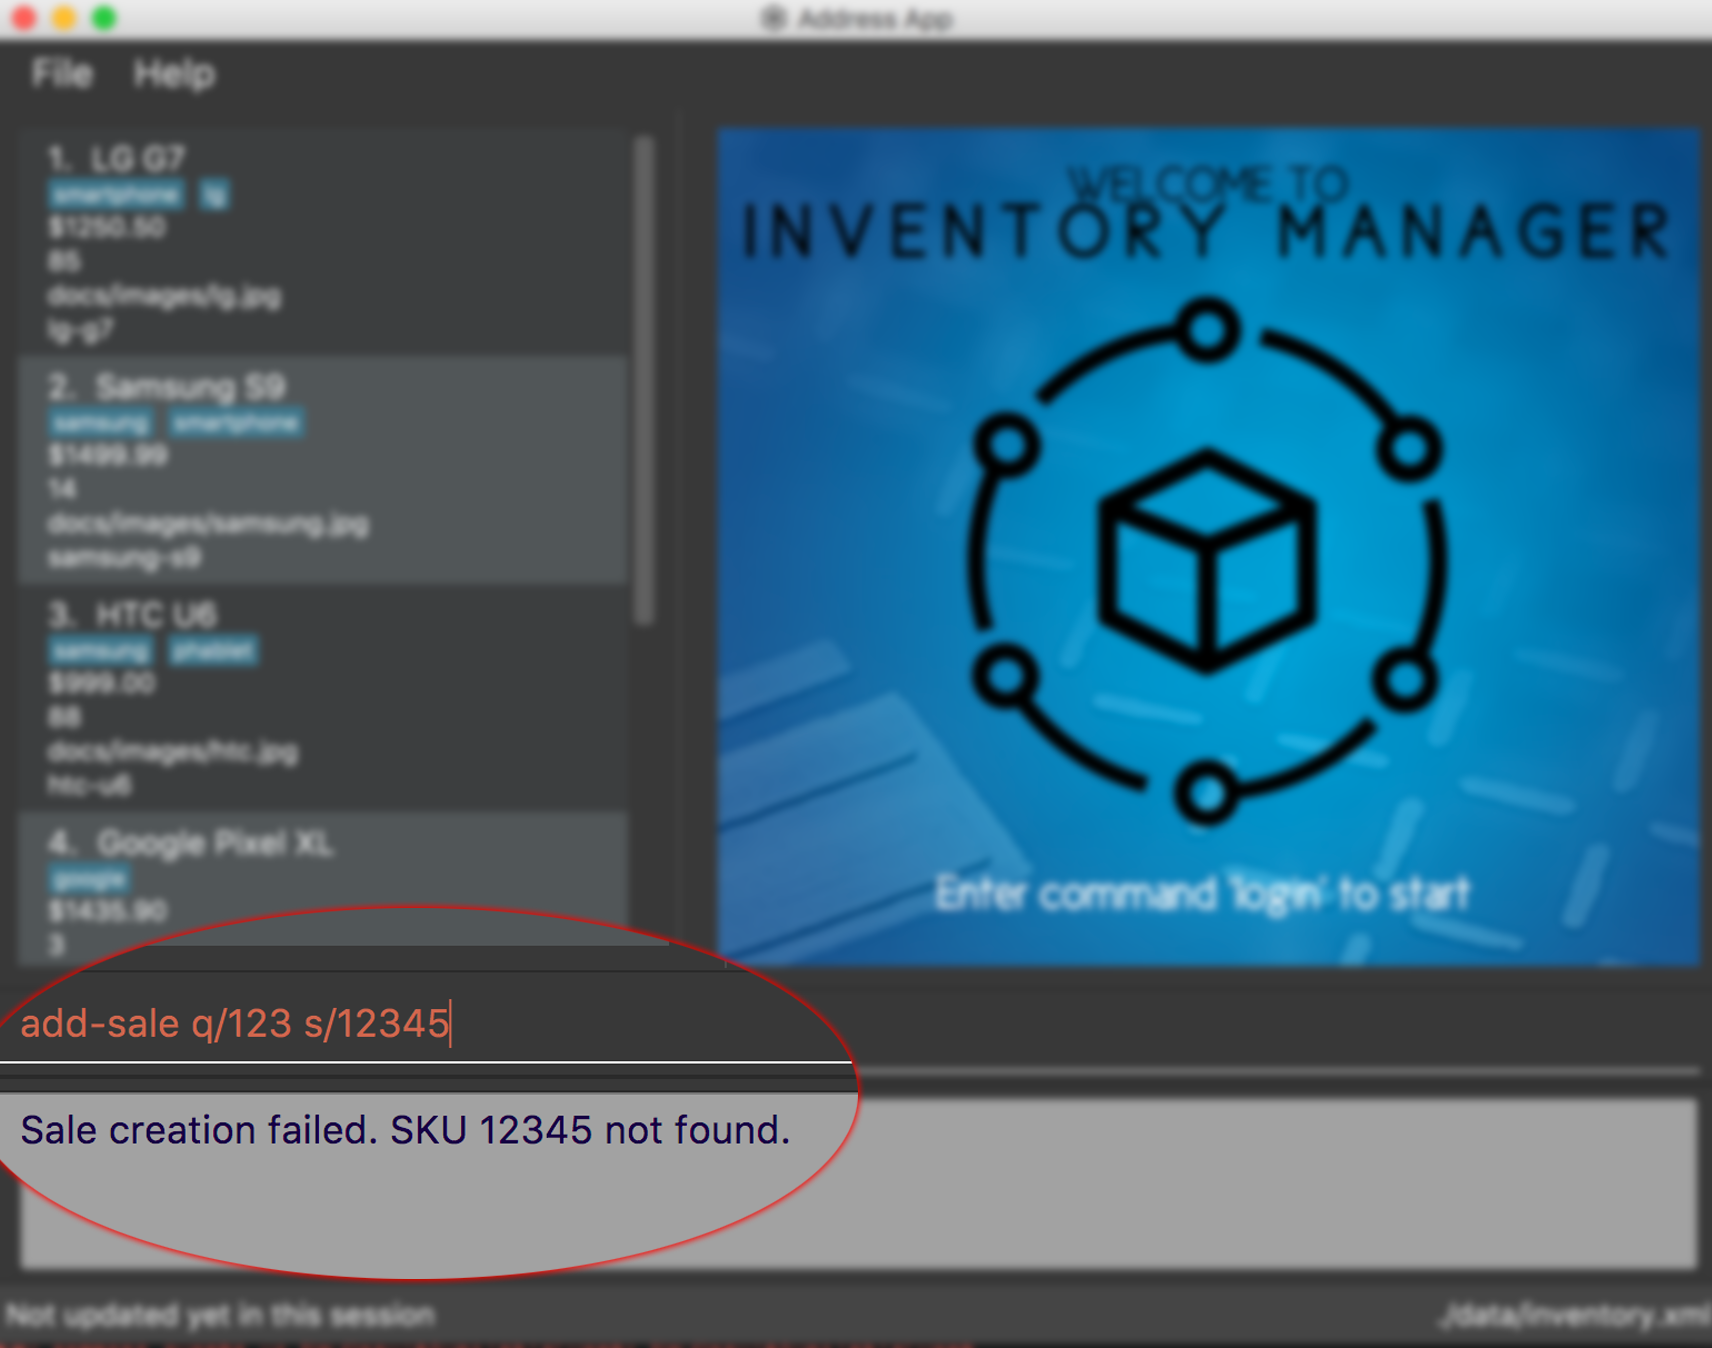 Address App
File Help
1. LG G7
smartphone lg
$1250.50
85
docs/images/lg.jpg
lg-g7
2. Samsung S9
samsung smartphone
$1499.99
14
docs/images/samsung.jpg
samsung-s9
3. HTC U6
samsung phablet
$999.00
88
docs/images/htc.jpg
htc-u6
4. Google Pixel XL
google
$1435.90
3
WELCOME TO
INVENTORY MANAGER
Enter command 'login' to start
add-sale q/123 s/12345
Sale creation failed. SKU 12345 not found.
Not updated yet in this session
./data/inventory.xml